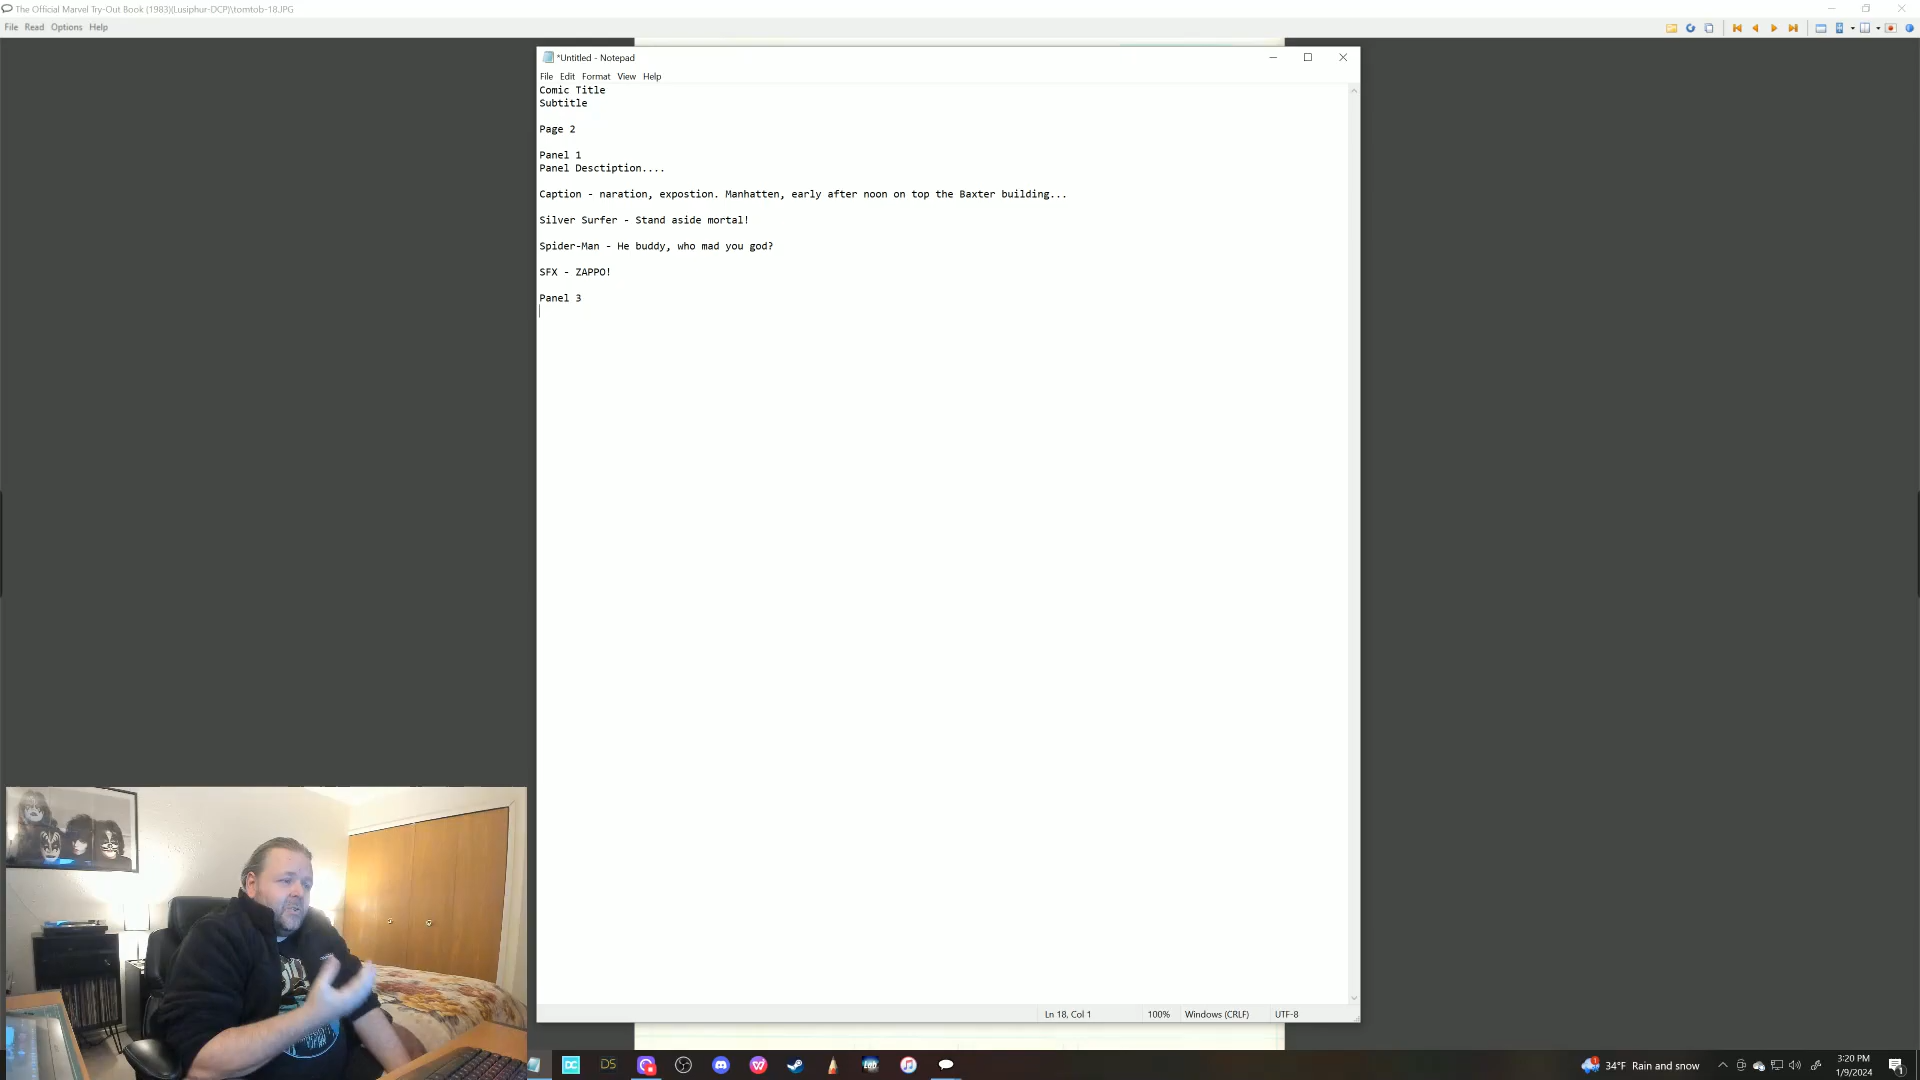 The Official Marvel Try-Out Book (1983)(Lusiphur-DCP)\tomtob-18.JPG
File Read Options Help
*Untitled - Notepad
File Edit Format View Help
Comic Title
Subtitle
Page 2
Panel 1
Panel Desctiption....
Caption - naration, expostion. Manhatten, early after noon on top the Baxter building...
Silver Surfer - Stand aside mortal!
Spider-Man - He buddy, who mad you god?
SFX - ZAPPO!
Panel 3
Ln 18, Col 1 100% Windows (CRLF) UTF-8
DC DS Lab 34°F Rain and snow 3:20 PM
1/9/2024